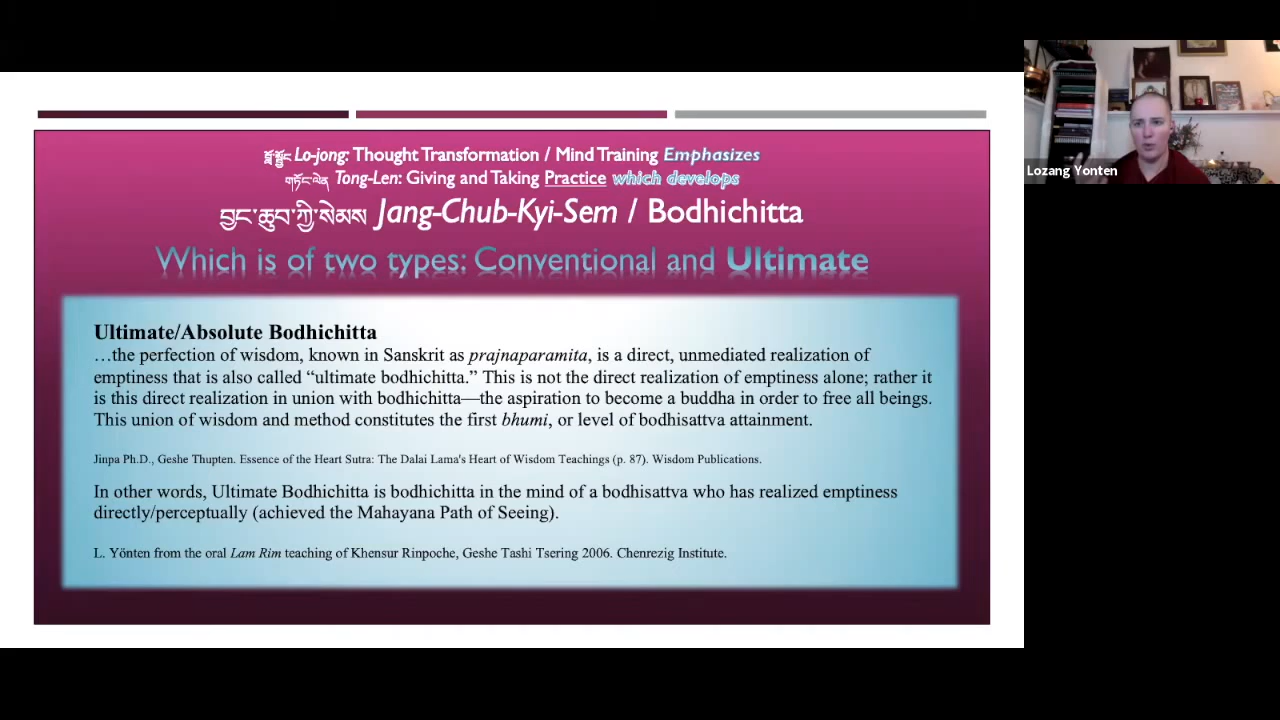 བློ་སྦྱོང Lo-jong: Thought Transformation / Mind Training Emphasizes
གཏོང་ལེན Tong-Len: Giving and Taking Practice which develops
བྱང་ཆུབ་ཀྱི་སེམས Jang-Chub-Kyi-Sem / Bodhichitta
Which is of two types: Conventional and Ultimate
Ultimate/Absolute Bodhichitta
…the perfection of wisdom, known in Sanskrit as prajnaparamita, is a direct, unmediated realization of
emptiness that is also called “ultimate bodhichitta.” This is not the direct realization of emptiness alone; rather it
is this direct realization in union with bodhichitta—the aspiration to become a buddha in order to free all beings.
This union of wisdom and method constitutes the first bhumi, or level of bodhisattva attainment.
Jinpa Ph.D., Geshe Thupten. Essence of the Heart Sutra: The Dalai Lama's Heart of Wisdom Teachings (p. 87). Wisdom Publications.
In other words, Ultimate Bodhichitta is bodhichitta in the mind of a bodhisattva who has realized emptiness
directly/perceptually (achieved the Mahayana Path of Seeing).
L. Yönten from the oral Lam Rim teaching of Khensur Rinpoche, Geshe Tashi Tsering 2006. Chenrezig Institute.
Lozang Yonten